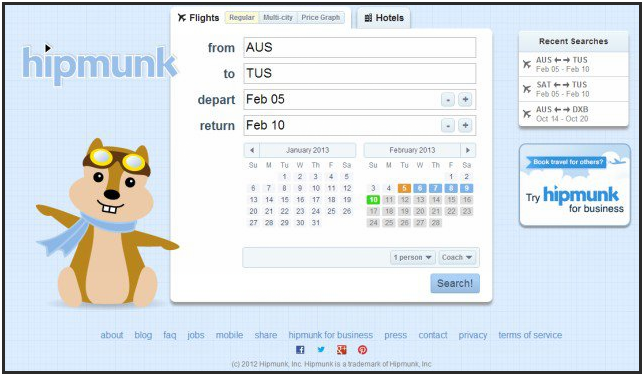 Flights Regular Multi-city Price Graph Hotels
hipmunk
from AUS
to TUS
depart Feb 05 - +
return Feb 10 - +
January 2013
Su M Tu W Th F Sa
1 2 3 4 5
6 7 8 9 10 11 12
13 14 15 16 17 18 19
20 21 22 23 24 25 26
27 28 29 30 31
February 2013
Su M Tu W Th F Sa
1 2
3 4 5 6 7 8 9
10 11 12 13 14 15 16
17 18 19 20 21 22 23
24 25 26 27 28
1 person Coach
Search!
Recent Searches
AUS ↔ TUS
Feb 05 - Feb 10
SAT ↔ TUS
Feb 05 - Feb 10
AUS ↔ DXB
Oct 14 - Oct 20
Book travel for others?
Try hipmunk
for business
about blog faq jobs mobile share hipmunk for business press contact privacy terms of service
(c) 2012 Hipmunk, Inc. Hipmunk is a trademark of Hipmunk, Inc